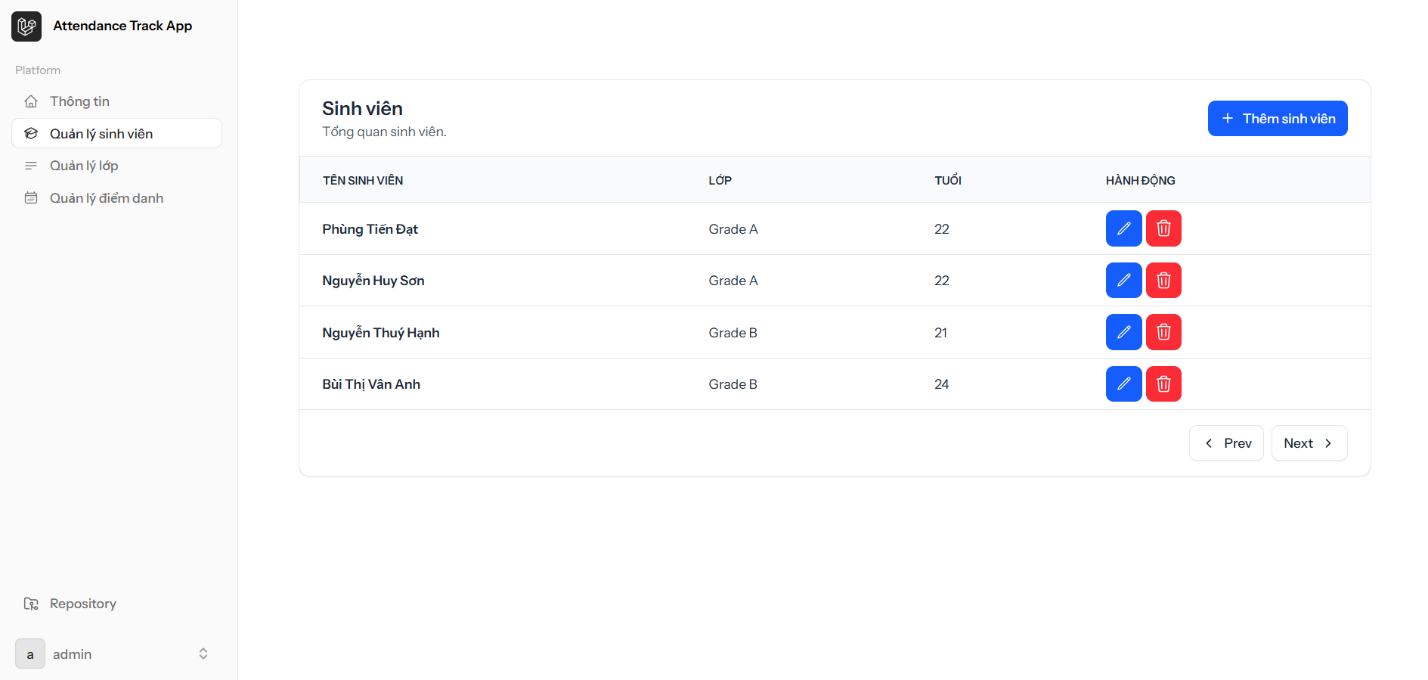 Attendance Track App
Platform
Thông tin
Quản lý sinh viên
Quản lý lớp
Quản lý điểm danh
Repository
a admin
Sinh viên
Tổng quan sinh viên.
+ Thêm sinh viên
TÊN SINH VIÊN LỚP TUỔI HÀNH ĐỘNG
Phùng Tiến Đạt Grade A 22
Nguyễn Huy Sơn Grade A 22
Nguyễn Thuý Hạnh Grade B 21
Bùi Thị Vân Anh Grade B 24
Prev Next